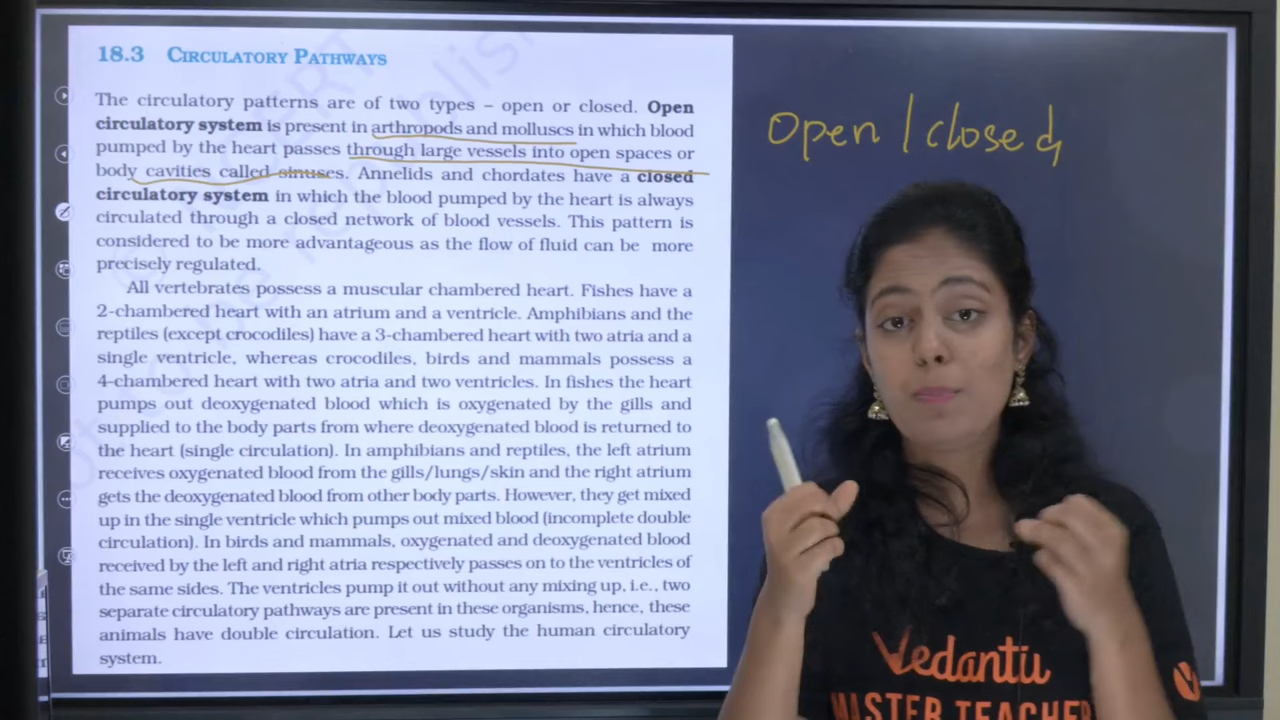 18.3 CIRCULATORY PATHWAYS
The circulatory patterns are of two types – open or closed. Open
circulatory system is present in arthropods and molluscs in which blood
pumped by the heart passes through large vessels into open spaces or
body cavities called sinuses. Annelids and chordates have a closed
circulatory system in which the blood pumped by the heart is always
circulated through a closed network of blood vessels. This pattern is
considered to be more advantageous as the flow of fluid can be more
precisely regulated.
All vertebrates possess a muscular chambered heart. Fishes have a
2-chambered heart with an atrium and a ventricle. Amphibians and the
reptiles (except crocodiles) have a 3-chambered heart with two atria and a
single ventricle, whereas crocodiles, birds and mammals possess a
4-chambered heart with two atria and two ventricles. In fishes the heart
pumps out deoxygenated blood which is oxygenated by the gills and
supplied to the body parts from where deoxygenated blood is returned to
the heart (single circulation). In amphibians and reptiles, the left atrium
receives oxygenated blood from the gills/lungs/skin and the right atrium
gets the deoxygenated blood from other body parts. However, they get mixed
up in the single ventricle which pumps out mixed blood (incomplete double
circulation). In birds and mammals, oxygenated and deoxygenated blood
received by the left and right atria respectively passes on to the ventricles of
the same sides. The ventricles pump it out without any mixing up, i.e., two
separate circulatory pathways are present in these organisms, hence, these
animals have double circulation. Let us study the human circulatory
system.
Open / closed
Vedantu
MASTER TEACHER